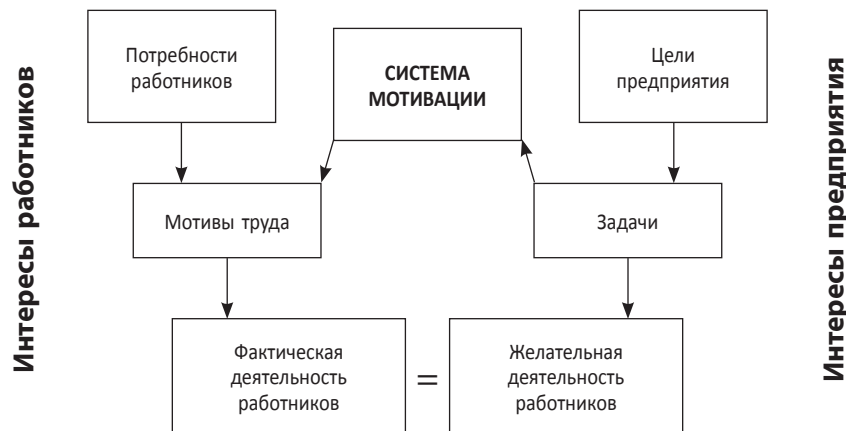 Интересы работников
Потребности
работников
СИСТЕМА
МОТИВАЦИИ
Цели
предприятия
Мотивы труда
Задачи
Фактическая
деятельность
работников
=
Желательная
деятельность
работников
Интересы предприятия